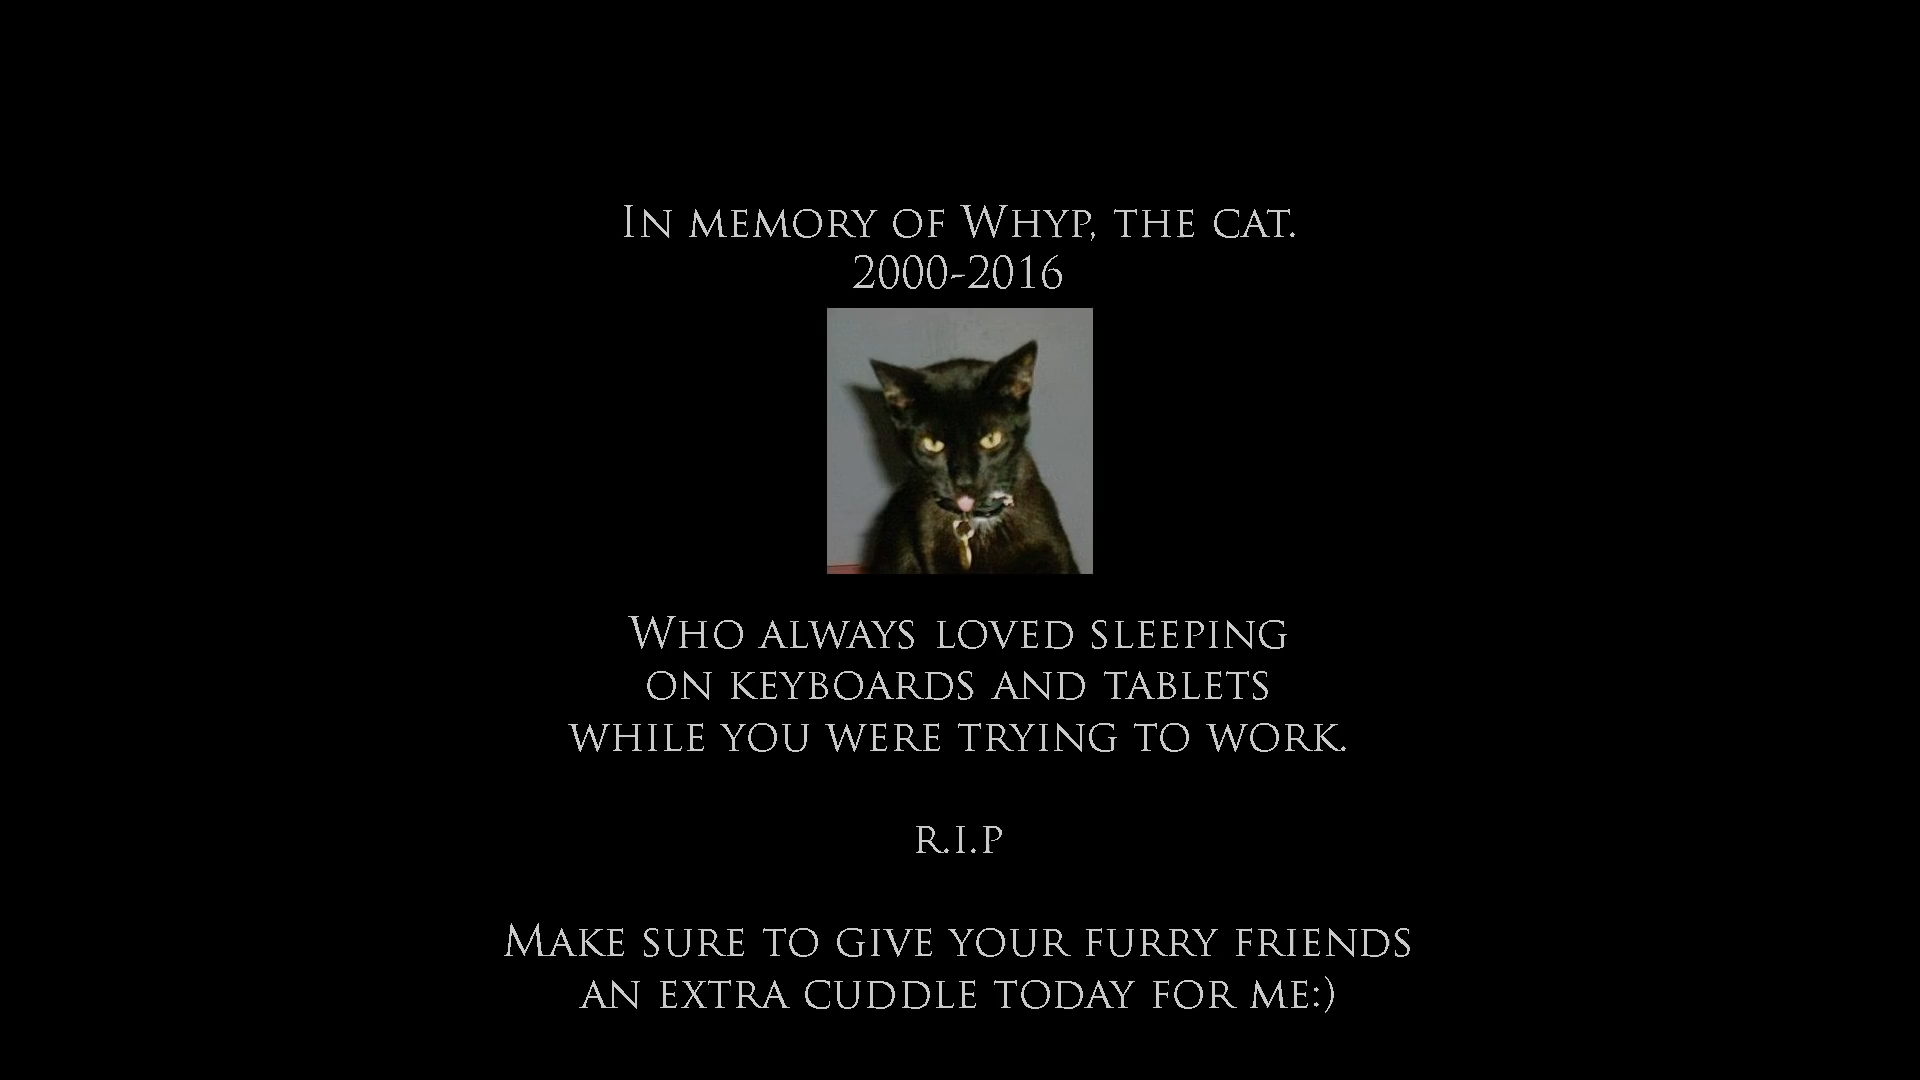 In memory of Whyp, the cat.
2000-2016
Who always loved sleeping
on keyboards and tablets
while you were trying to work.
R.I.P
Make sure to give your furry friends
an extra cuddle today for me:)